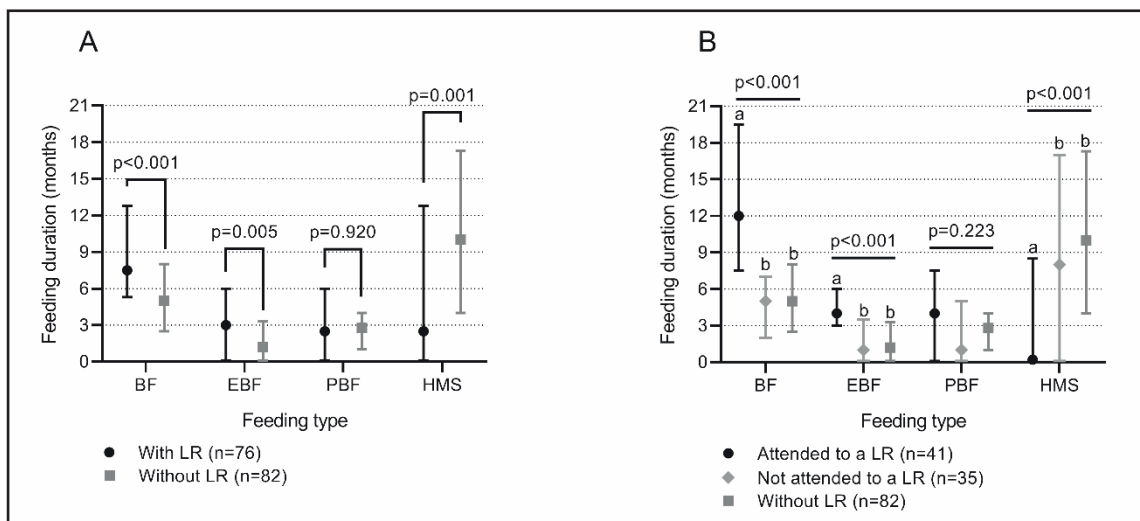 A
Feeding duration (months)
21
18
15
12
9
6
3
0
p<0.001
p=0.005
p=0.920
p=0.001
BF
EBF
PBF
HMS
Feeding type
With LR (n=76)
Without LR (n=82)
B
Feeding duration (months)
21
18
15
12
9
6
3
0
p<0.001
a
b
b
p<0.001
a
b
b
p=0.223
p<0.001
a
b
b
BF
EBF
PBF
HMS
Feeding type
Attended to a LR (n=41)
Not attended to a LR (n=35)
Without LR (n=82)